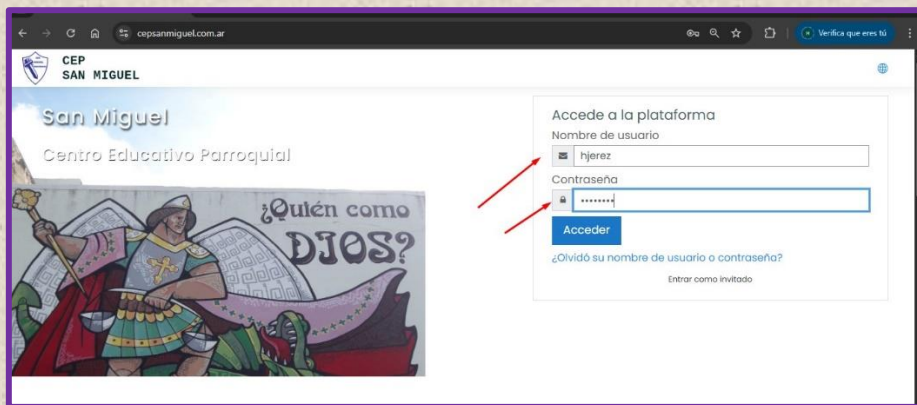 cepsanmiguel.com.ar
Verifica que eres tú
CEP
SAN MIGUEL
San Miguel
Centro Educativo Parroquial
¿Quién como
DIOS?
Accede a la plataforma
Nombre de usuario
hjerez
Contraseña
••••••••
Acceder
¿Olvidó su nombre de usuario o contraseña?
Entrar como invitado